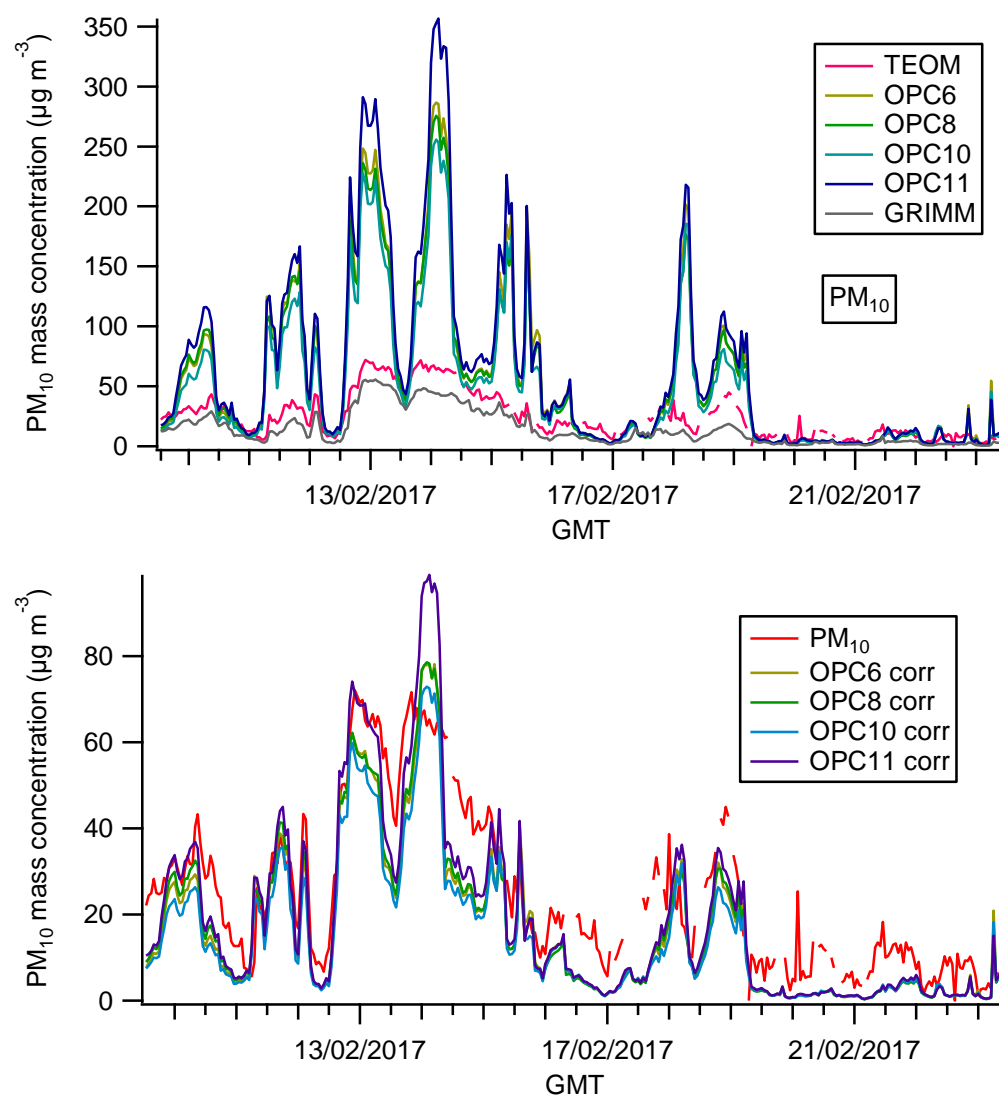 PM₁₀ mass concentration (µg m⁻³)
350
300
250
200
150
100
50
0
TEOM
OPC6
OPC8
OPC10
OPC11
GRIMM
PM₁₀
13/02/2017
17/02/2017
21/02/2017
GMT
PM₁₀ mass concentration (µg m⁻³)
80
60
40
20
0
PM₁₀
OPC6 corr
OPC8 corr
OPC10 corr
OPC11 corr
13/02/2017
17/02/2017
21/02/2017
GMT